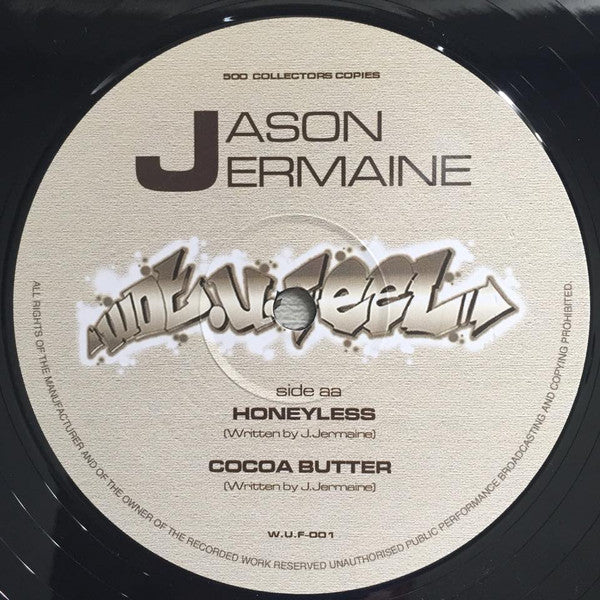 500 COLLECTORS COPIES
JASON
JERMAINE
WOT.U.FEEL
side aa
HONEYLESS
(Written by J.Jermaine)
COCOA BUTTER
(Written by J.Jermaine)
W.U.F-001
ALL RIGHTS OF THE MANUFACTURER AND OF THE OWNER OF THE RECORDED WORK RESERVED UNAUTHORISED PUBLIC PERFORMANCE BROADCASTING AND COPYING PROHIBITED.